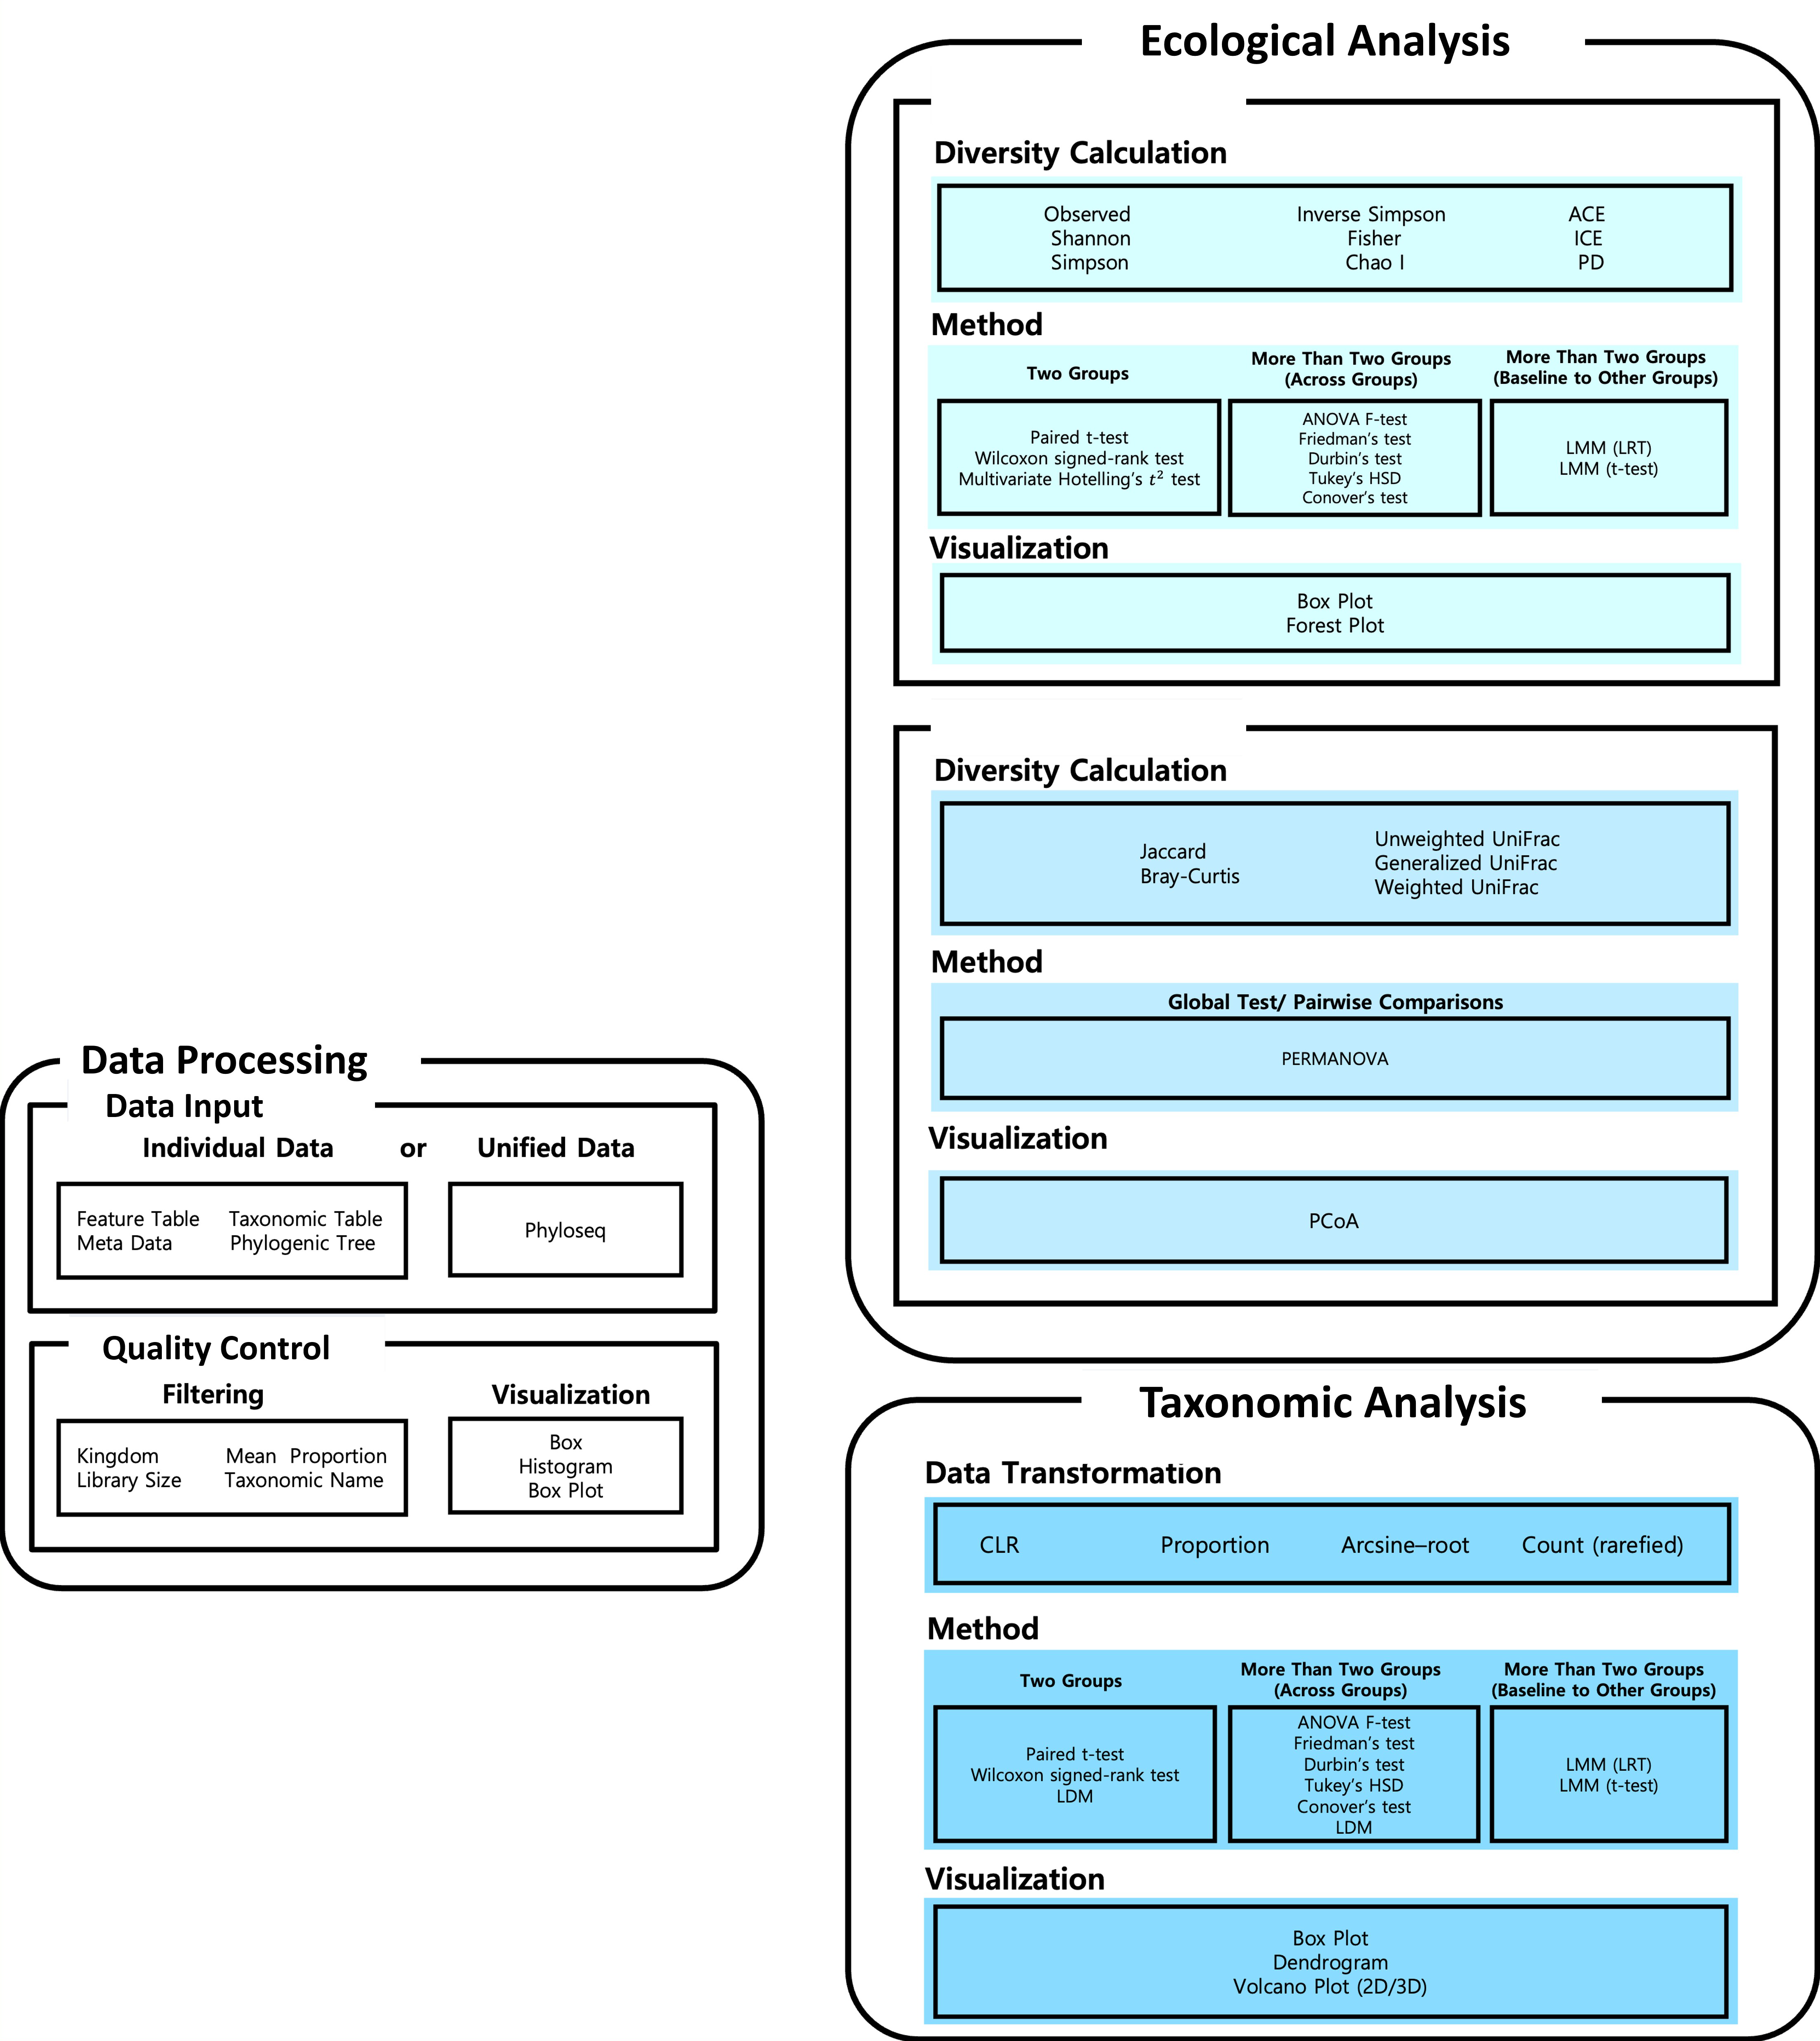 Data Processing
Data Input
Individual Data or Unified Data
Feature Table Taxonomic Table
Meta Data Phylogenic Tree
Phyloseq
Quality Control
Filtering
Visualization
Kingdom Mean Proportion
Library Size Taxonomic Name
Box
Histogram
Box Plot
Ecological Analysis
Diversity Calculation
Observed Inverse Simpson ACE
Shannon Fisher ICE
Simpson Chao I PD
Method
Two Groups
More Than Two Groups
(Across Groups)
More Than Two Groups
(Baseline to Other Groups)
Paired t-test
Wilcoxon signed-rank test
Multivariate Hotelling's t² test
ANOVA F-test
Friedman's test
Durbin's test
Tukey's HSD
Conover's test
LMM (LRT)
LMM (t-test)
Visualization
Box Plot
Forest Plot
Diversity Calculation
Jaccard
Bray-Curtis
Unweighted UniFrac
Generalized UniFrac
Weighted UniFrac
Method
Global Test/ Pairwise Comparisons
PERMANOVA
Visualization
PCoA
Taxonomic Analysis
Data Transformation
CLR Proportion Arcsine–root Count (rarefied)
Method
Two Groups
More Than Two Groups
(Across Groups)
More Than Two Groups
(Baseline to Other Groups)
Paired t-test
Wilcoxon signed-rank test
LDM
ANOVA F-test
Friedman's test
Durbin's test
Tukey's HSD
Conover's test
LDM
LMM (LRT)
LMM (t-test)
Visualization
Box Plot
Dendrogram
Volcano Plot (2D/3D)